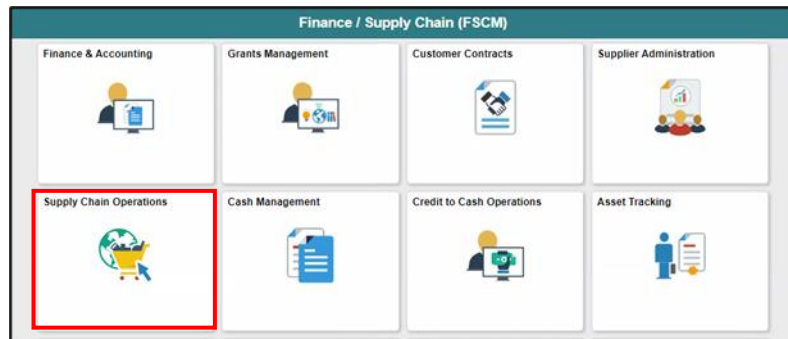 Finance / Supply Chain (FSCM)
Finance & Accounting
Grants Management
Customer Contracts
Supplier Administration
Supply Chain Operations
Cash Management
Credit to Cash Operations
Asset Tracking